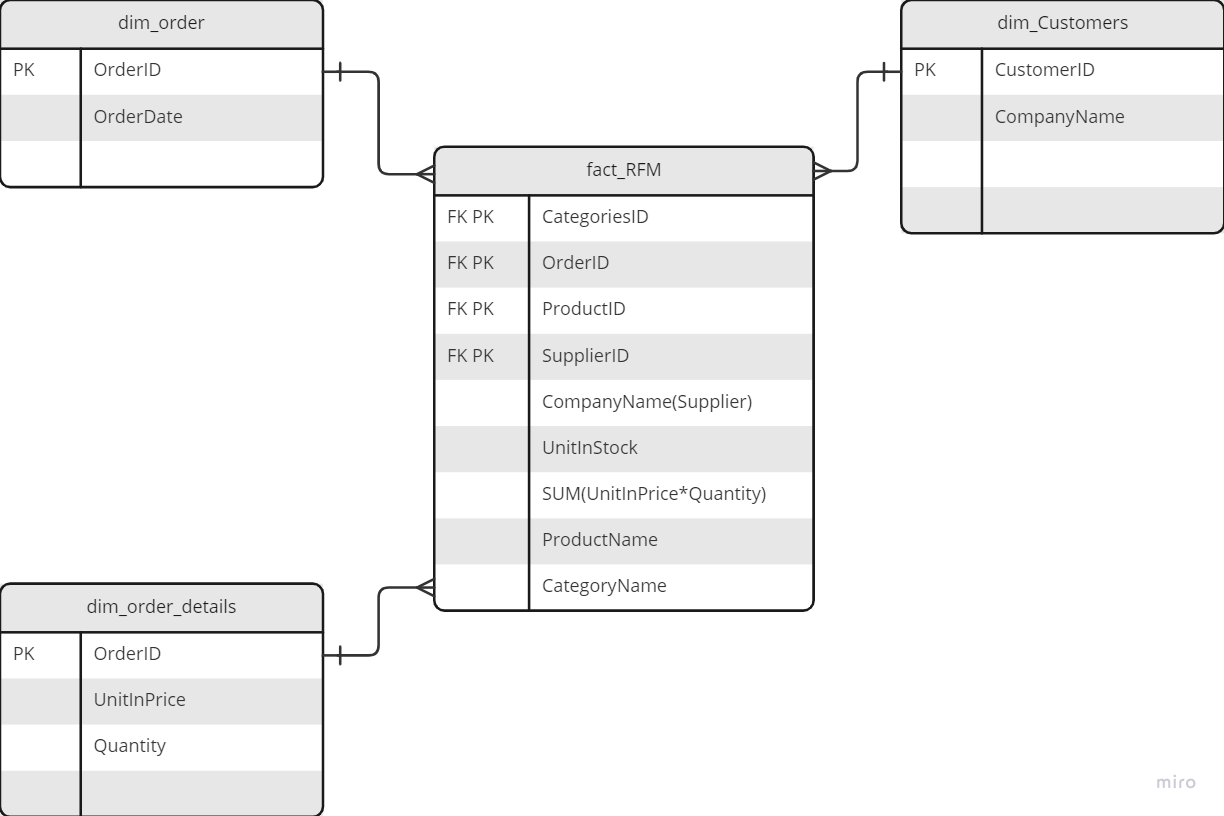 dim_order
PK OrderID
OrderDate
dim_Customers
PK CustomerID
CompanyName
fact_RFM
FK PK CategoriesID
FK PK OrderID
FK PK ProductID
FK PK SupplierID
CompanyName(Supplier)
UnitInStock
SUM(UnitInPrice*Quantity)
ProductName
CategoryName
dim_order_details
PK OrderID
UnitInPrice
Quantity
miro